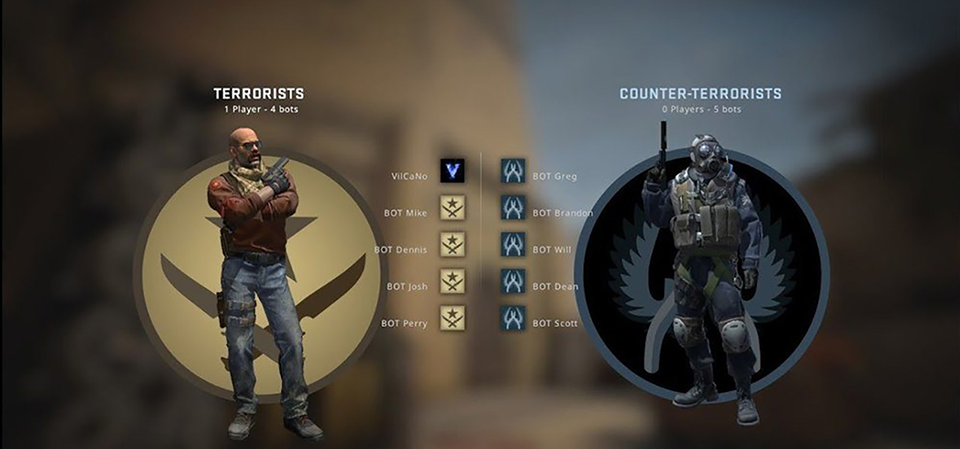 TERRORISTS
1 Player - 4 bots
VilCaNo
BOT Mike
BOT Dennis
BOT Josh
BOT Perry
COUNTER-TERRORISTS
0 Players - 5 bots
BOT Greg
BOT Brandon
BOT Will
BOT Dean
BOT Scott